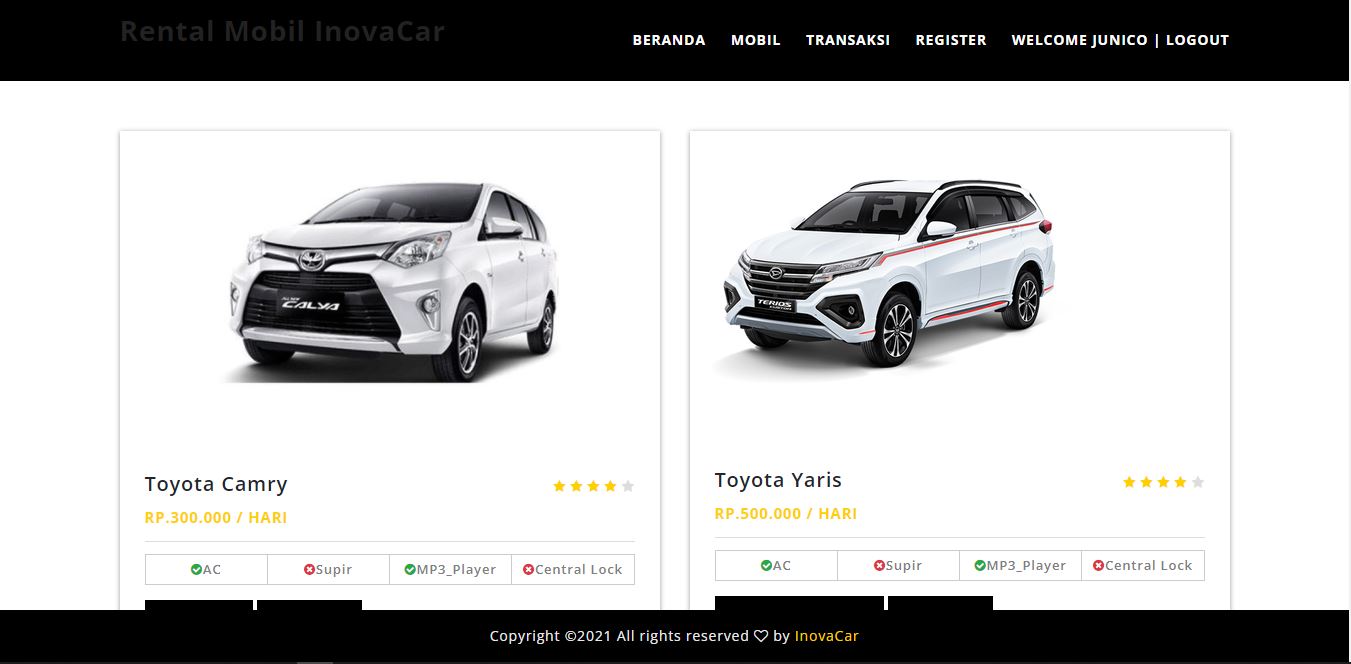 Rental Mobil InovaCar
BERANDA MOBIL TRANSAKSI REGISTER WELCOME JUNICO | LOGOUT
ALL NEW CALYA
TERIOS
CUSTOM
Toyota Camry
RP.300.000 / HARI
AC Supir MP3_Player Central Lock
Toyota Yaris
RP.500.000 / HARI
AC Supir MP3_Player Central Lock
Copyright ©2021 All rights reserved ♡ by InovaCar